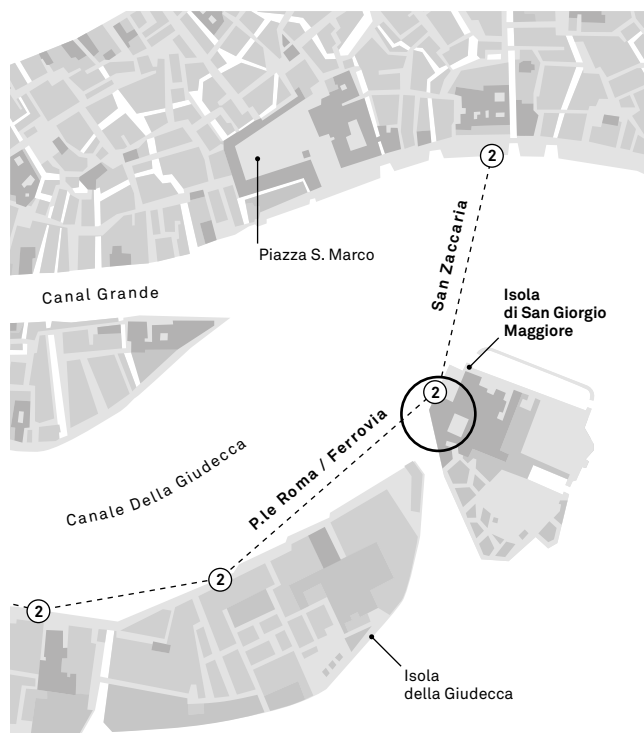 2
Piazza S. Marco
San Zaccaria
Canal Grande
Isola
di San Giorgio
Maggiore
2
P.le Roma / Ferrovia
Canale Della Giudecca
2
2
Isola
della Giudecca